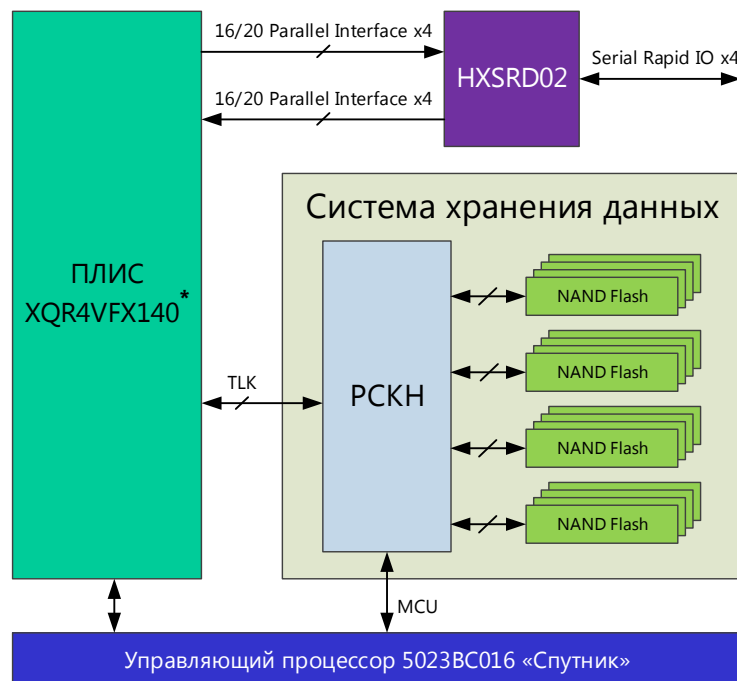 16/20 Parallel Interface x4
HXSRD02
Serial Rapid IO x4
16/20 Parallel Interface x4
Система хранения данных
ПЛИС
XQR4VFX140*
NAND Flash
NAND Flash
TLK
РСКН
NAND Flash
NAND Flash
MCU
Управляющий процессор 5023ВС016 «Спутник»